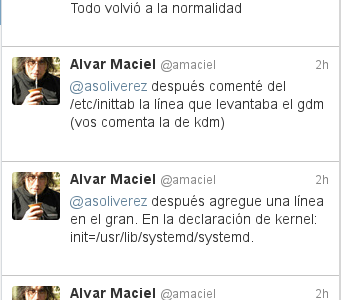 Todo volvió a la normalidad
Alvar Maciel @amaciel 2h
@asoliverez después comenté del
/etc/inittab la línea que levantaba el gdm
(vos comenta la de kdm)
Alvar Maciel @amaciel 2h
@asoliverez después agregue una línea
en el gran. En la declaración de kernel:
init=/usr/lib/systemd/systemd.
Alvar Maciel @amaciel 2h